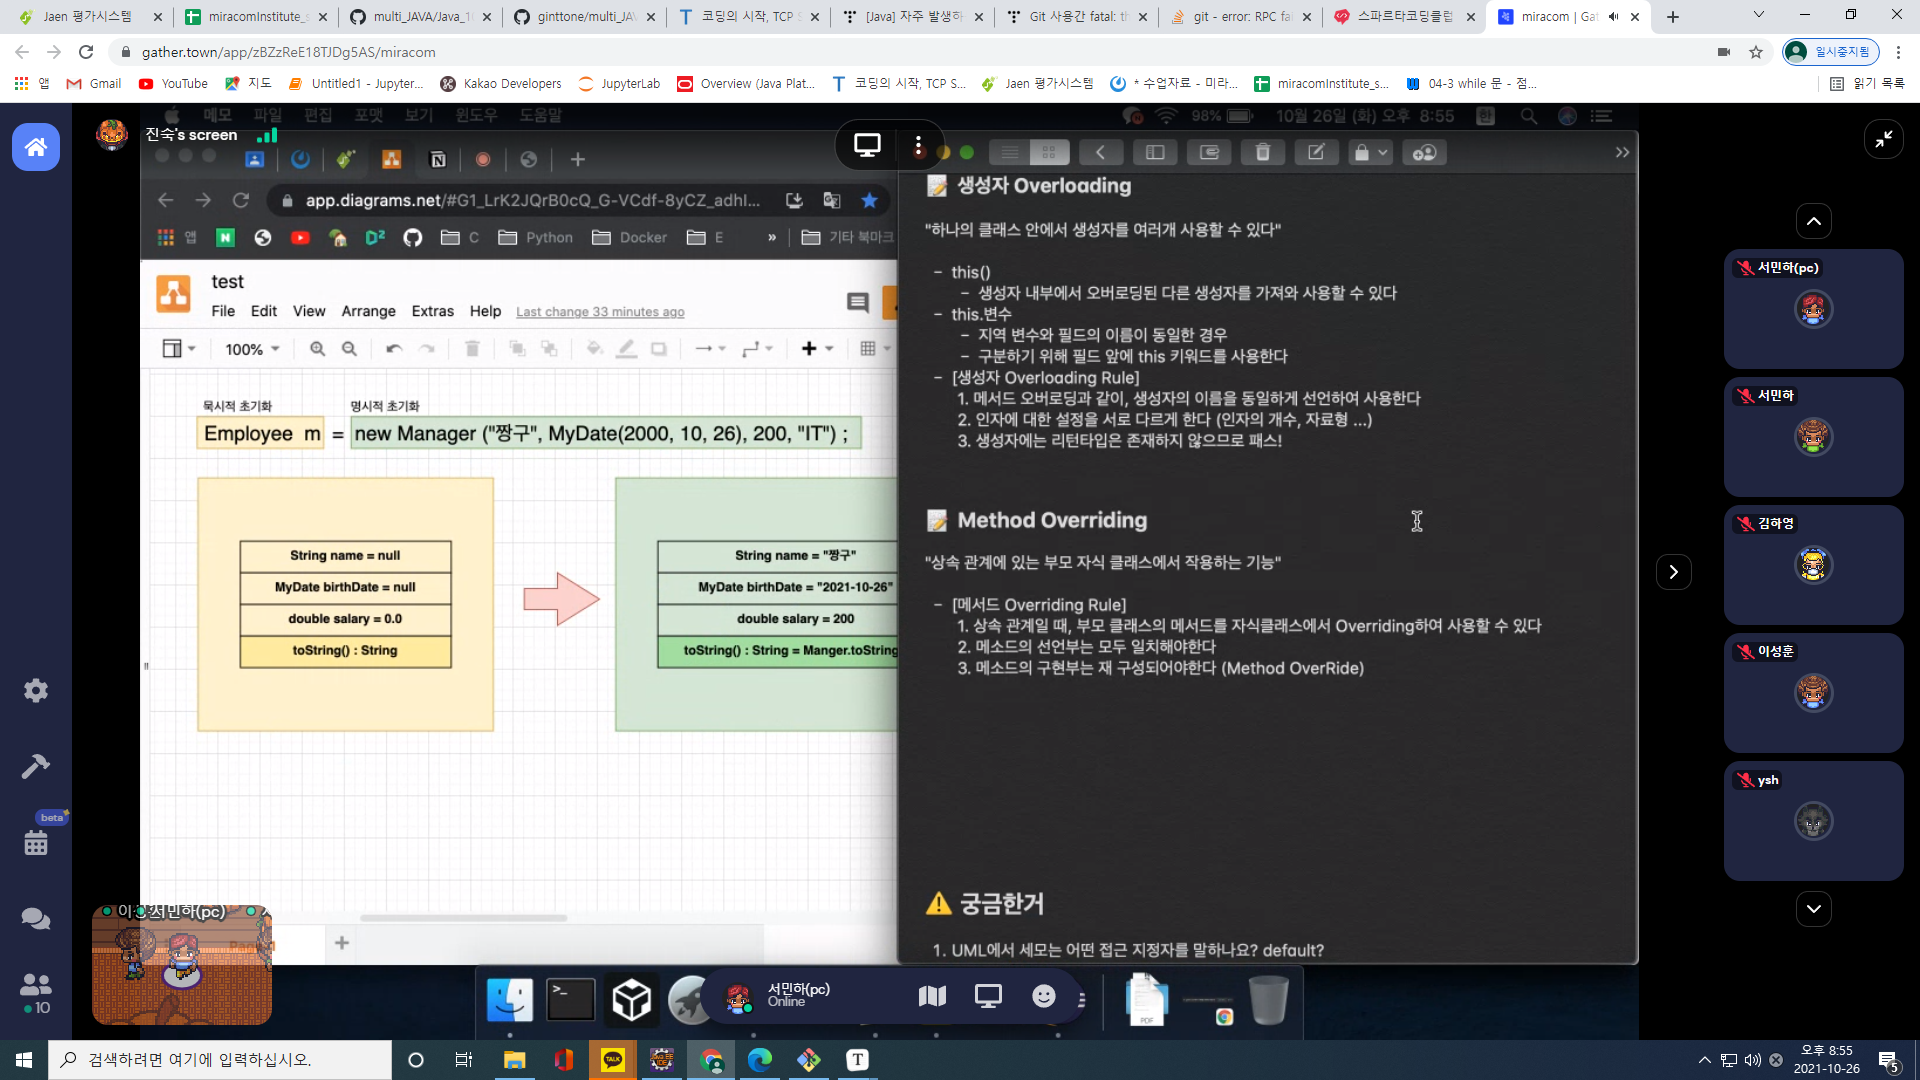 Jaen 평가시스템
miracomInstitute_s
multi_JAVA/Java_1
ginttone/multi_JAV
코딩의 시작, TCP S
[Java] 자주 발생하
Git 사용간 fatal: th
git - error: RPC fai
스파르타코딩클럽
miracom | Gat
gather.town/app/zBZzReE18TJDg5AS/miracom
일시중지됨
앱
Gmail
YouTube
지도
Untitled1 - Jupyter...
Kakao Developers
JupyterLab
Overview (Java Plat...
코딩의 시작, TCP S...
Jaen 평가시스템
* 수업자료 - 미라...
miracomInstitute_s...
04-3 while 문 - 점...
읽기 목록
메모 파일 편집 포맷 보기 윈도우 도움말
98%
10월 26일 (화) 오후 8:55
한
진숙's screen
app.diagrams.net/#G1_LrK2JQrB0cQ_G-VCdf-8yCZ_adhI...
앱
C
Python
Docker
E
»
기타 북마크
test
File Edit View Arrange Extras Help Last change 33 minutes ago
100%
묵시적 초기화
명시적 초기화
Employee m = new Manager ("짱구", MyDate(2000, 10, 26), 200, "IT") ;
String name = null
MyDate birthDate = null
double salary = 0.0
toString() : String
String name = "짱구"
MyDate birthDate = "2021-10-26"
double salary = 200
toString() : String = Manger.toString
생성자 Overloading
"하나의 클래스 안에서 생성자를 여러개 사용할 수 있다"
- this()
- 생성자 내부에서 오버로딩된 다른 생성자를 가져와 사용할 수 있다
- this.변수
- 지역 변수와 필드의 이름이 동일한 경우
- 구분하기 위해 필드 앞에 this 키워드를 사용한다
- [생성자 Overloading Rule]
1. 메서드 오버로딩과 같이, 생성자의 이름을 동일하게 선언하여 사용한다
2. 인자에 대한 설정을 서로 다르게 한다 (인자의 개수, 자료형 ...)
3. 생성자에는 리턴타입은 존재하지 않으므로 패스!
Method Overriding
"상속 관계에 있는 부모 자식 클래스에서 작용하는 기능"
- [메서드 Overriding Rule]
1. 상속 관계일 때, 부모 클래스의 메서드를 자식클래스에서 Overriding하여 사용할 수 있다
2. 메소드의 선언부는 모두 일치해야한다
3. 메소드의 구현부는 재 구성되어야한다 (Method OverRide)
궁금한거
1. UML에서 세모는 어떤 접근 지정자를 말하나요? default?
서민하(pc)
서민하
김하영
이성훈
ysh
beta
10
서민하(pc)
서민하(pc)
Online
PDF
검색하려면 여기에 입력하십시오.
TALK
오후 8:55
2021-10-26
5